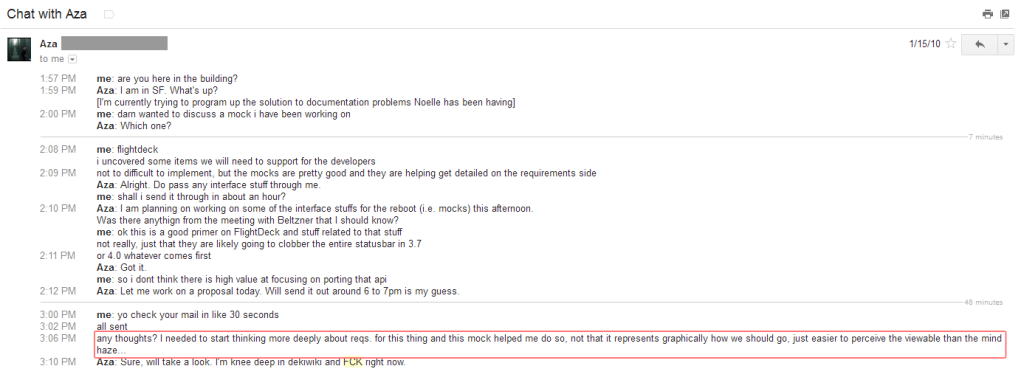 Chat with Aza
Aza
1/15/10
to me
1:57 PM me: are you here in the building?
1:59 PM Aza: I am in SF. What's up?
[I'm currently trying to program up the solution to documentation problems Noelle has been having]
2:00 PM me: darn wanted to discuss a mock i have been working on
Aza: Which one?
7 minutes
2:08 PM me: flightdeck
i uncovered some items we will need to support for the developers
2:09 PM not to difficult to implement, but the mocks are pretty good and they are helping get detailed on the requirements side
Aza: Alright. Do pass any interface stuff through me.
me: shall i send it through in about an hour?
2:10 PM Aza: I am planning on working on some of the interface stuffs for the reboot (i.e. mocks) this afternoon.
Was there anythign from the meeting with Beltzner that I should know?
me: ok this is a good primer on FlightDeck and stuff related to that stuff
not really, just that they are likely going to clobber the entire statusbar in 3.7
2:11 PM or 4.0 whatever comes first
Aza: Got it.
me: so i dont think there is high value at focusing on porting that api
2:12 PM Aza: Let me work on a proposal today. Will send it out around 6 to 7pm is my guess.
48 minutes
3:00 PM me: yo check your mail in like 30 seconds
3:02 PM all sent
3:06 PM any thoughts? I needed to start thinking more deeply about reqs. for this thing and this mock helped me do so, not that it represents graphically how we should go, just easier to perceive the viewable than the mind
haze...
3:10 PM Aza: Sure, will take a look. I'm knee deep in dekiwiki and FCK right now.